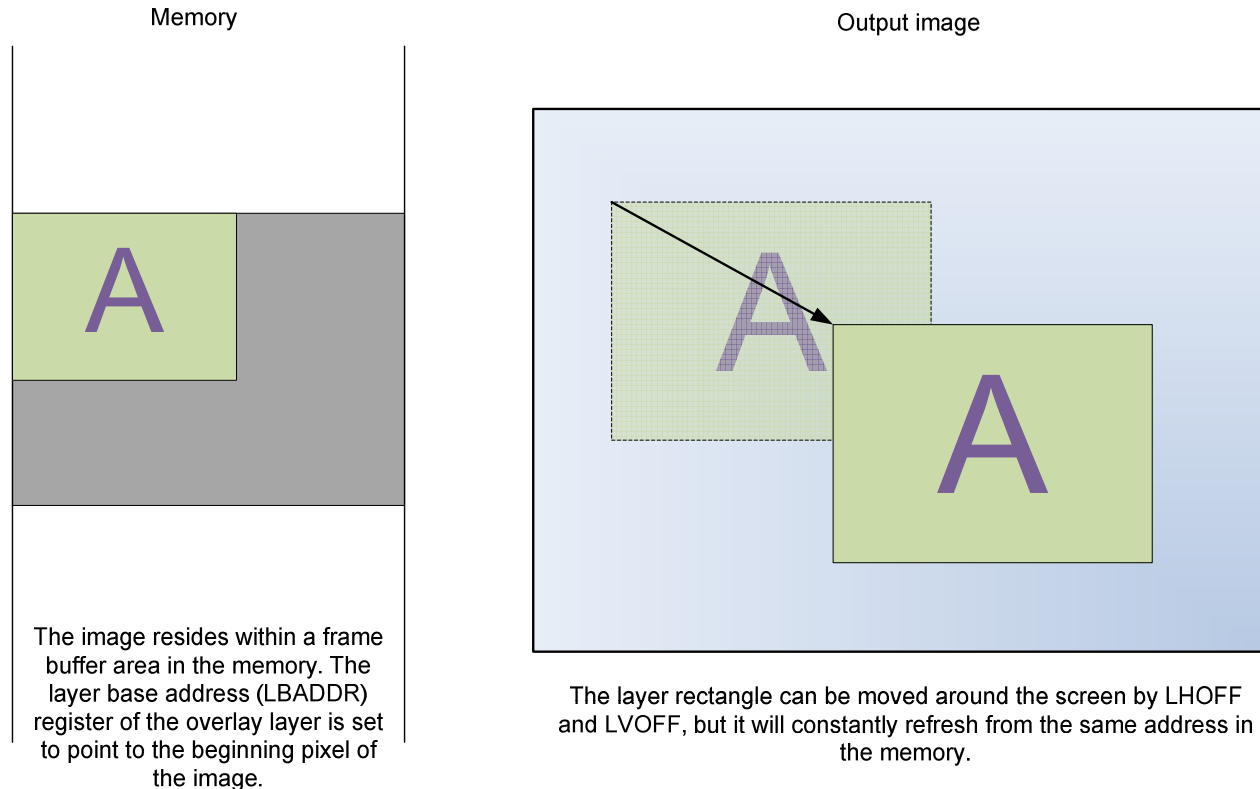 Memory
Output image
A
A
A
The image resides within a frame
buffer area in the memory. The
layer base address (LBADDR)
register of the overlay layer is set
to point to the beginning pixel of
the image.
The layer rectangle can be moved around the screen by LHOFF
and LVOFF, but it will constantly refresh from the same address in
the memory.